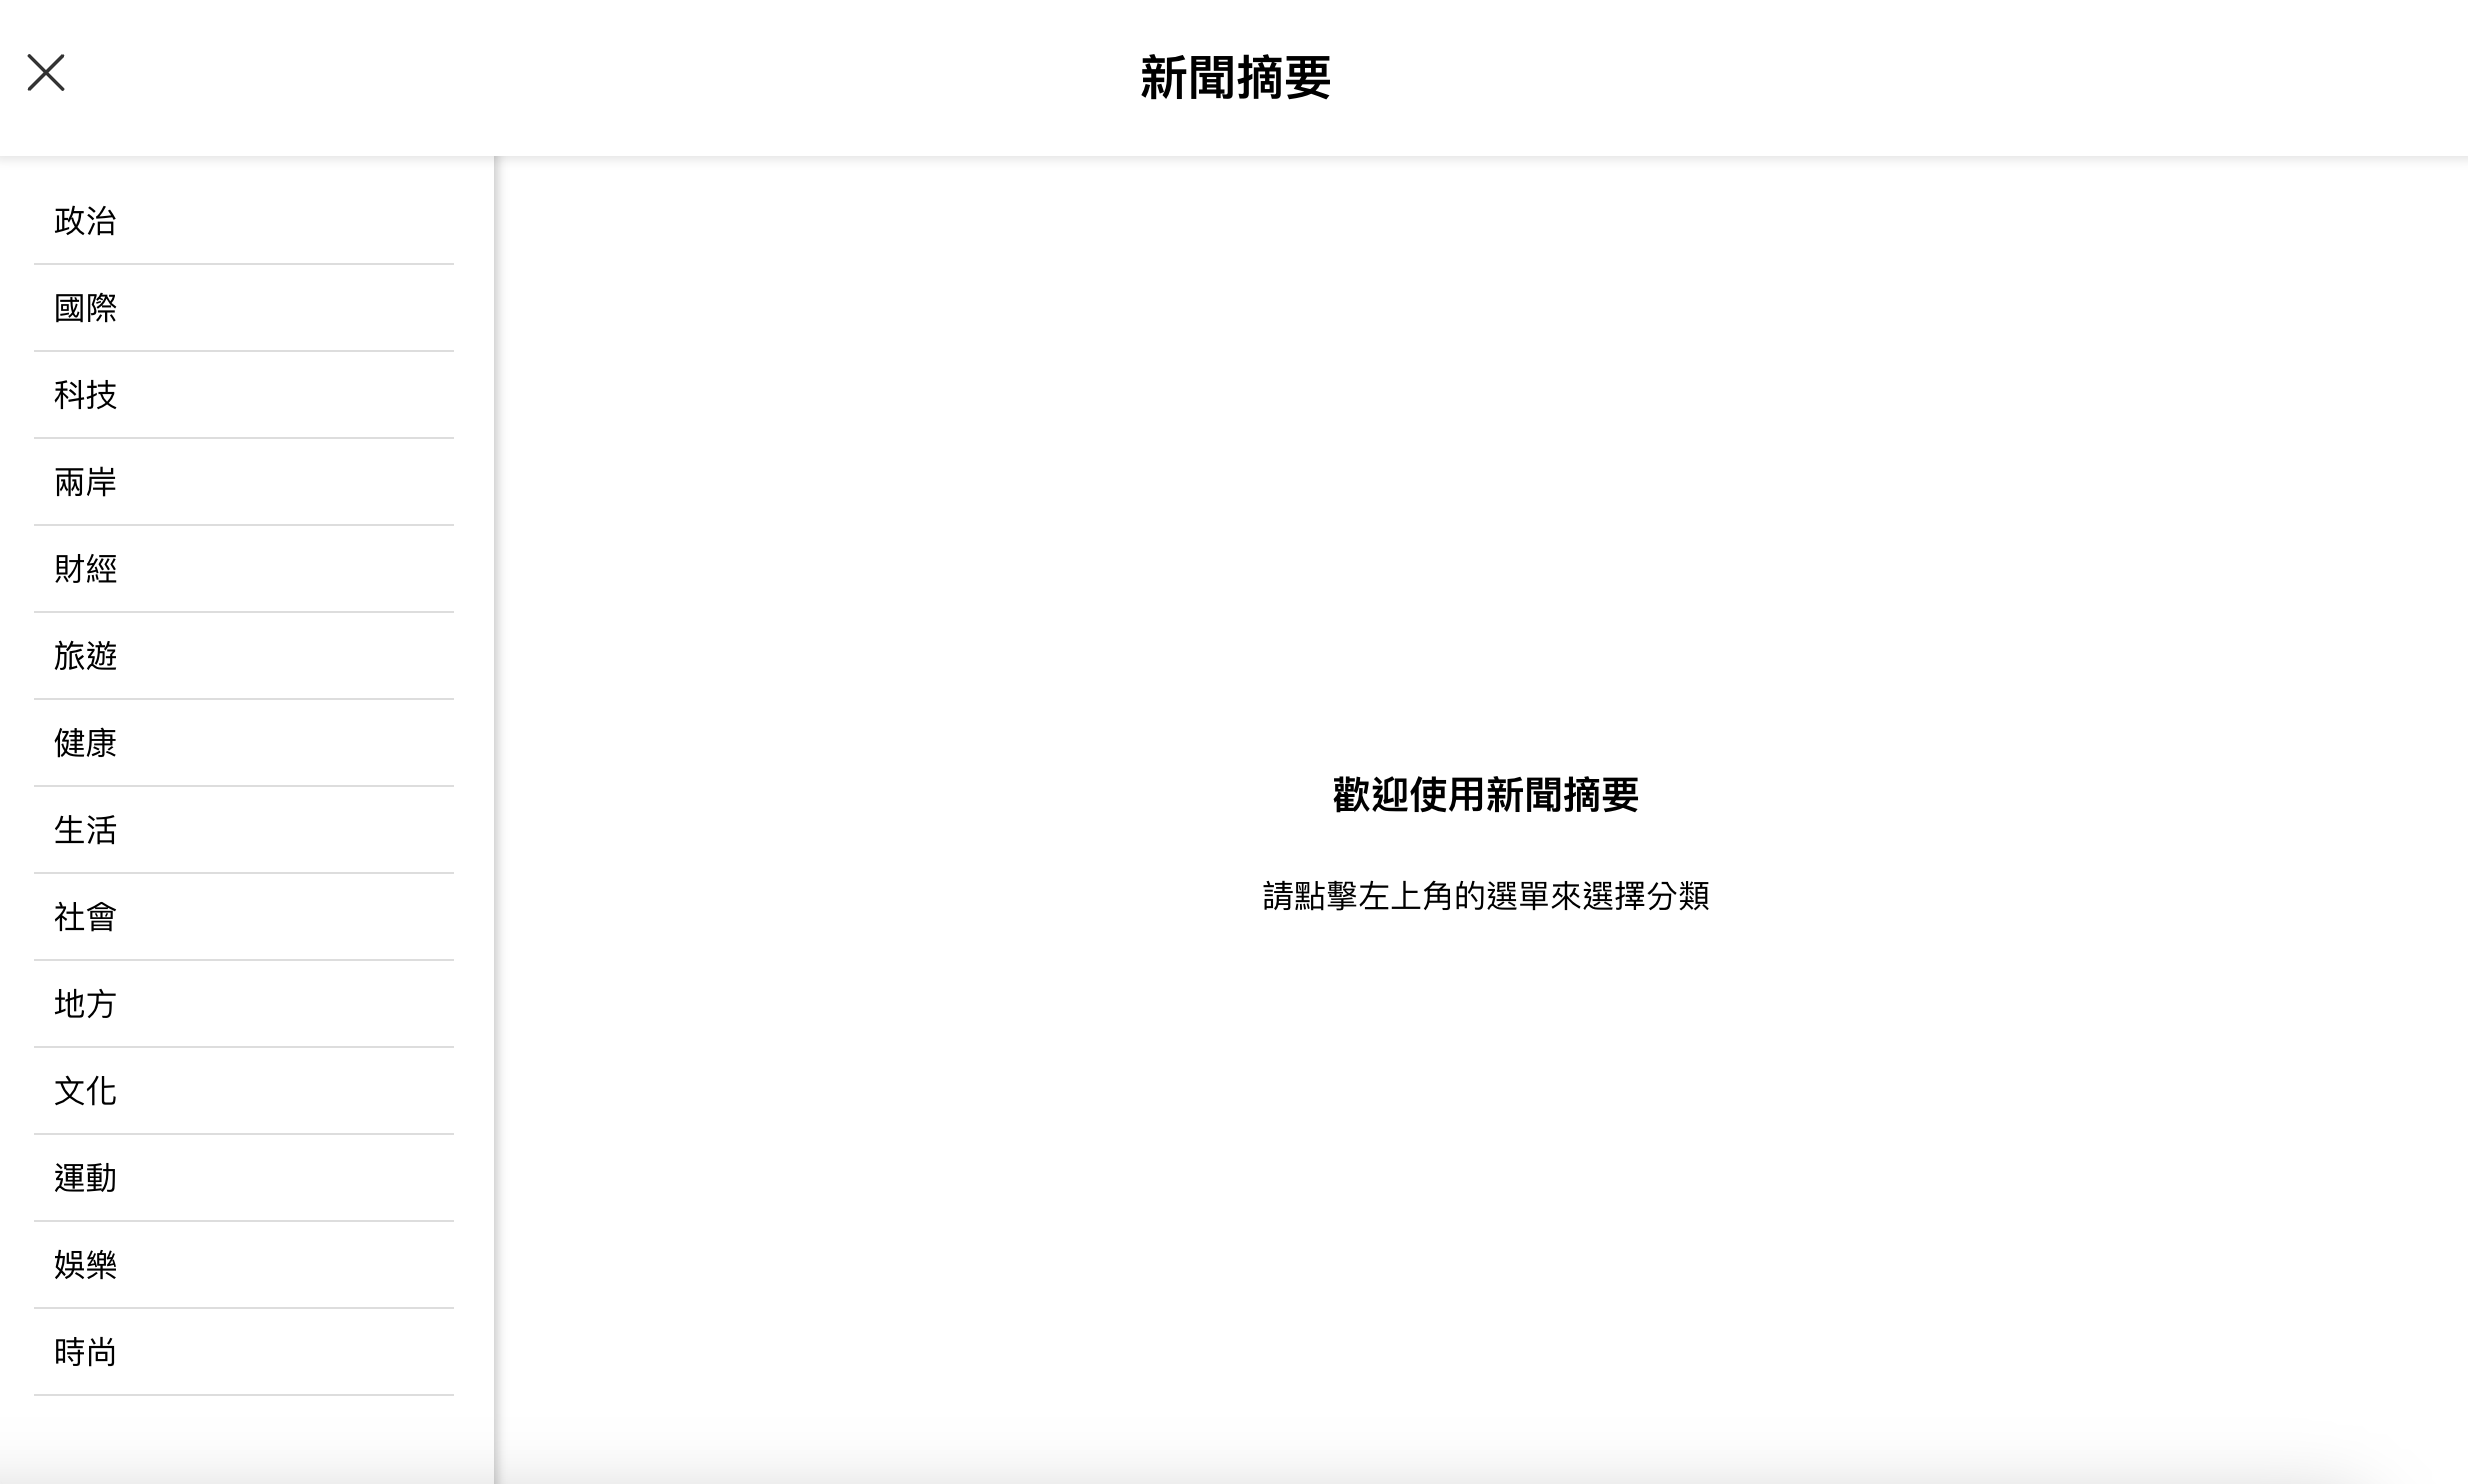 新聞摘要
政治
國際
科技
兩岸
財經
旅遊
健康
生活
社會
地方
文化
運動
娛樂
時尚
歡迎使用新聞摘要
請點擊左上角的選單來選擇分類